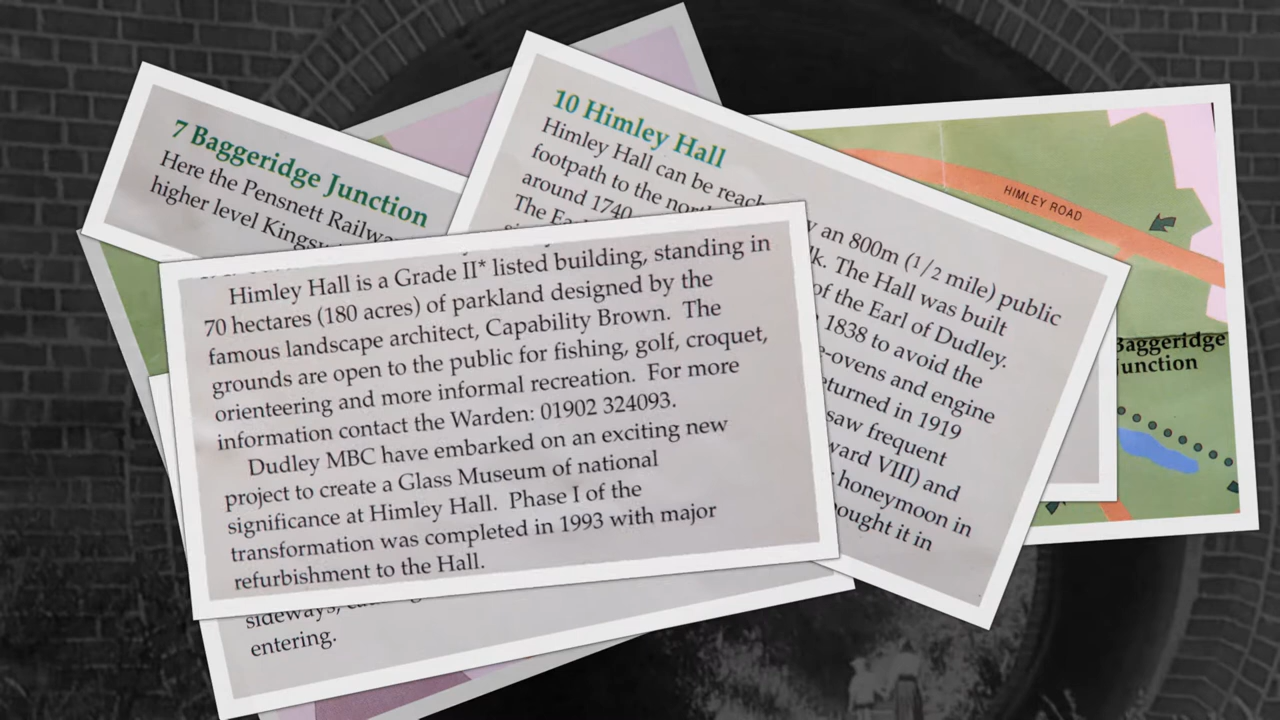 7 Baggeridge Junction
Here the Pensnett Railway
higher level
10 Himley Hall
Himley Hall can be reach
footpath to the
around 1740
The
an 800m (1/2 mile) public
The Hall was built
of the Earl of Dudley.
1838 to avoid the
-ovens and engine
eturned in 1919
saw frequent
ward VIII) and
honeymoon in
ought it in
Himley Hall is a Grade II* listed building, standing in
70 hectares (180 acres) of parkland designed by the
famous landscape architect, Capability Brown. The
grounds are open to the public for fishing, golf, croquet,
orienteering and more informal recreation. For more
information contact the Warden: 01902 324093.
Dudley MBC have embarked on an exciting new
project to create a Glass Museum of national
significance at Himley Hall. Phase I of the
transformation was completed in 1993 with major
refurbishment to the Hall.
sideways,
entering.
HIMLEY ROAD
Baggeridge
Junction